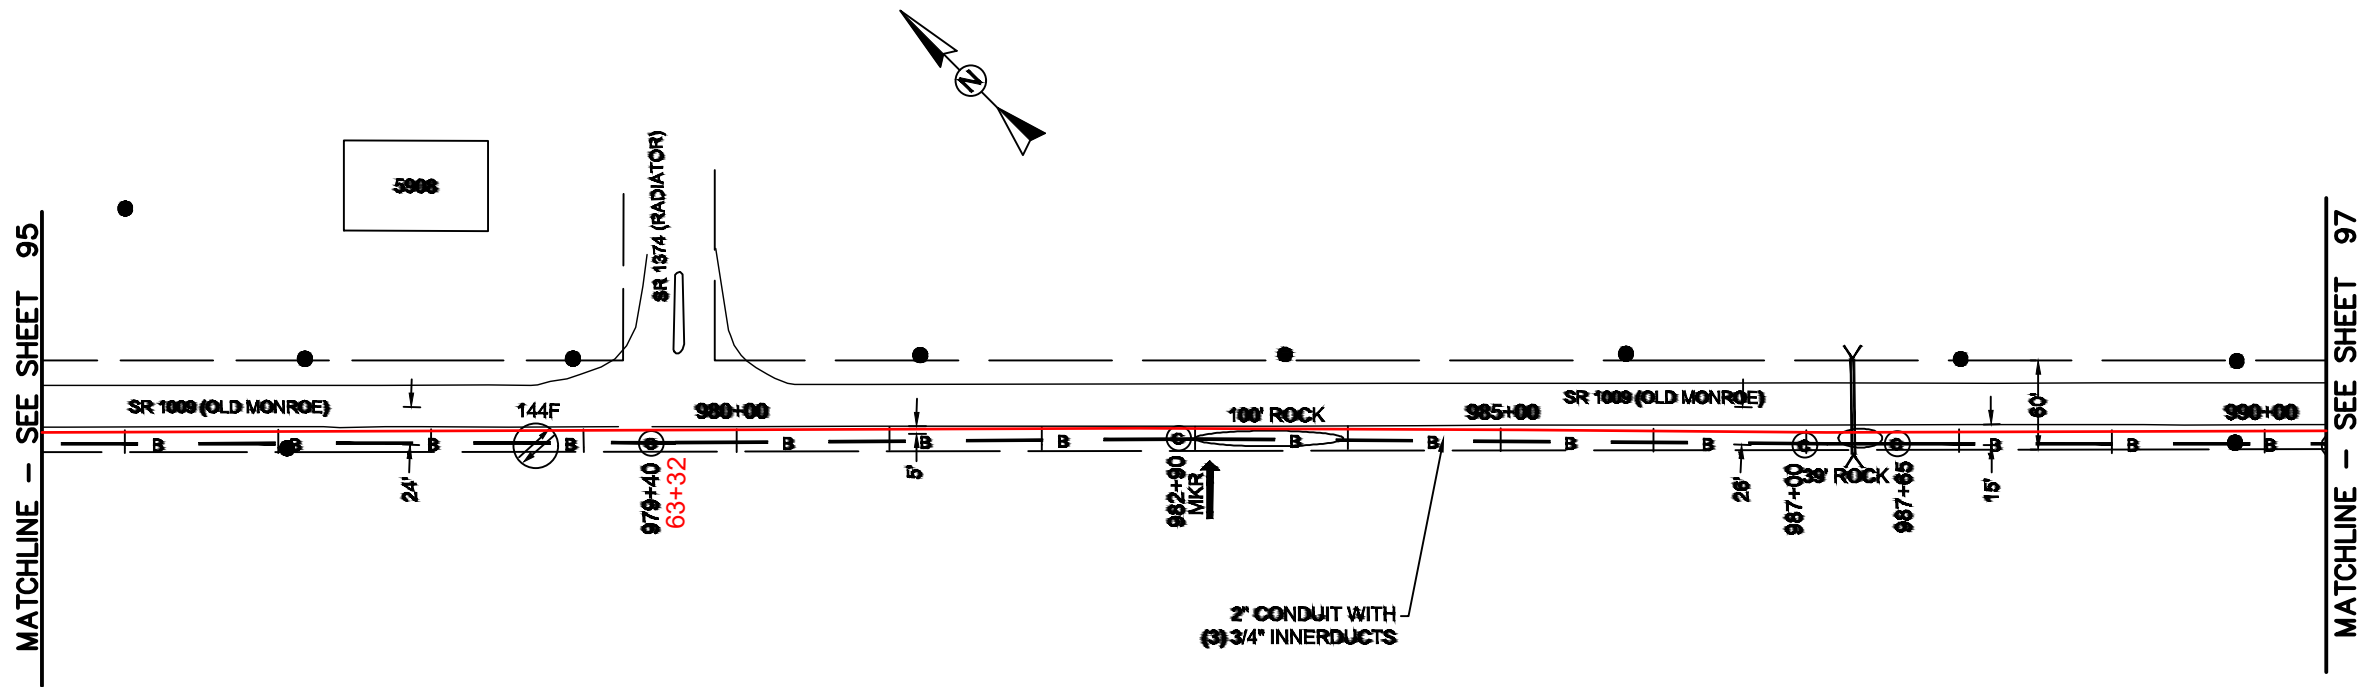 N
5908
SR 1374 (RADIATOR)
MATCHLINE - SEE SHEET 95
MATCHLINE - SEE SHEET 97
SR 1009 (OLD MONROE)
144F
980+00
100' ROCK
985+00
SR 1009 (OLD MONROE)
60'
990+00
B B B B B B B B B B B B B B
24'
979+40
63+32
5'
982+90
MKR
26'
987+00
39' ROCK
987+65
15'
2" CONDUIT WITH
(3) 3/4" INNERDUCTS